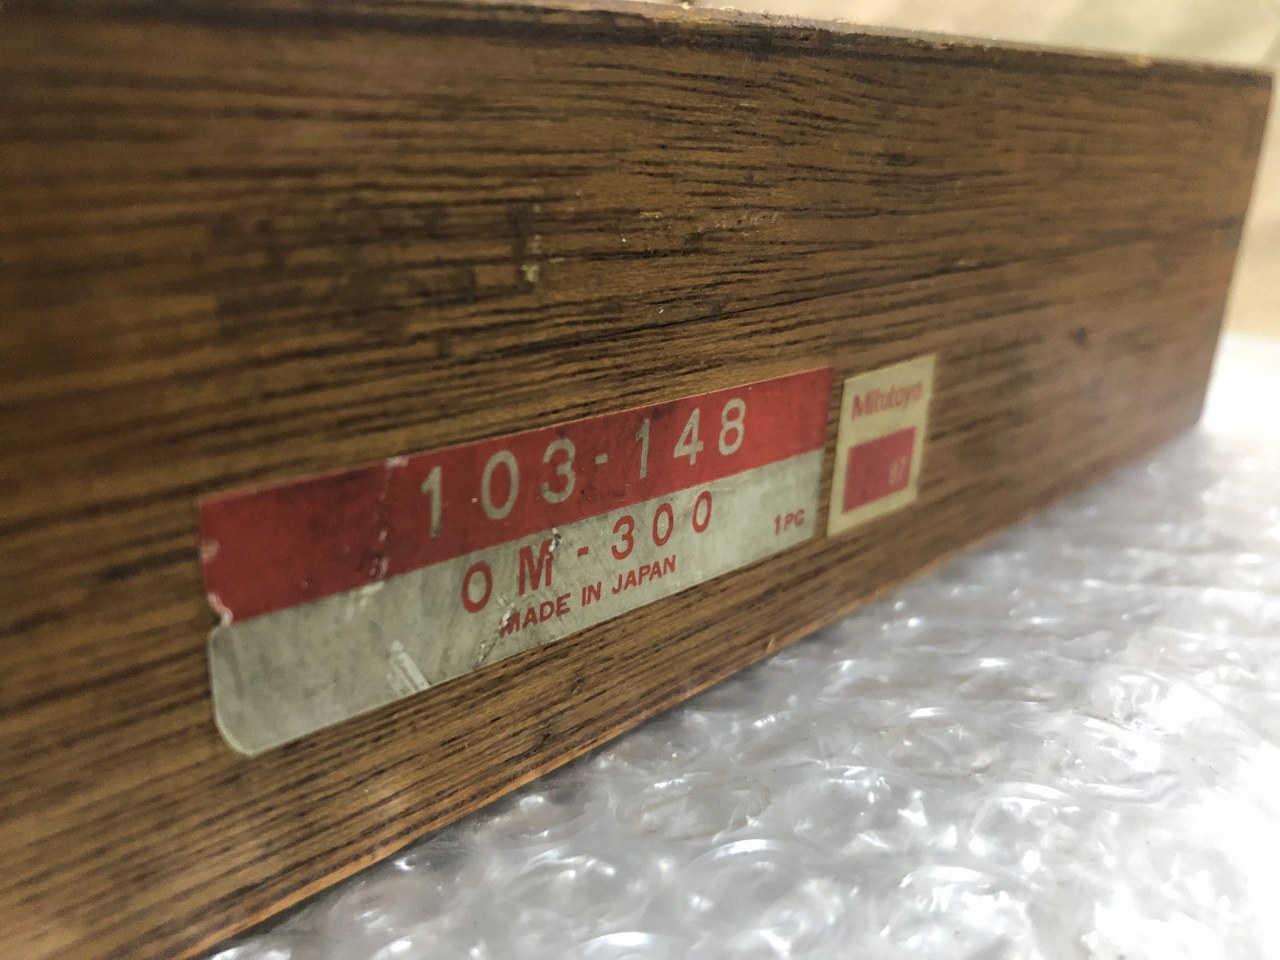 103-148
OM-300
MADE IN JAPAN
1PC
Mitutoyo